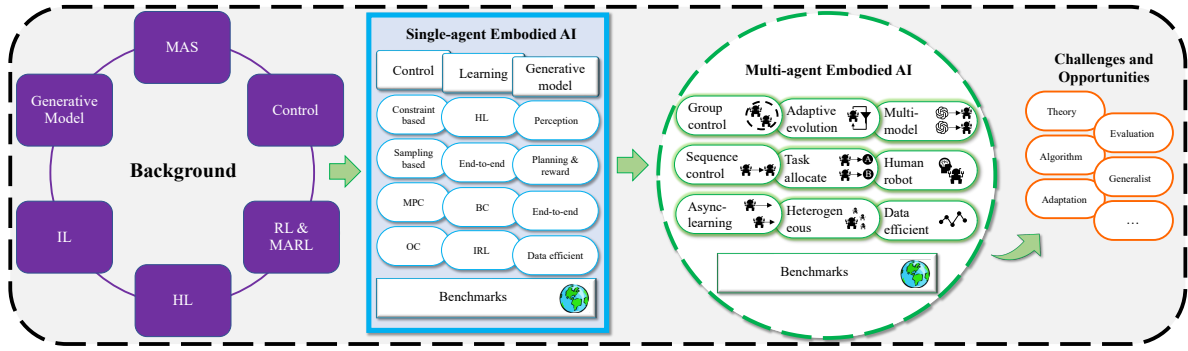 MAS
Generative
Model
Control
Background
IL
RL &
MARL
HL
Single-agent Embodied AI
Control
Learning
Generative
model
Constraint
based
HL
Perception
Sampling
based
End-to-end
Planning &
reward
MPC
BC
End-to-end
OC
IRL
Data efficient
Benchmarks
Multi-agent Embodied AI
Group
control
Adaptive
evolution
Multi-
model
Sequence
control
Task
allocate
A
B
Human
robot
Async-
learning
Heterogen
eous
Data
efficient
Benchmarks
Challenges and
Opportunities
Theory
Evaluation
Algorithm
Generalist
Adaptation
…